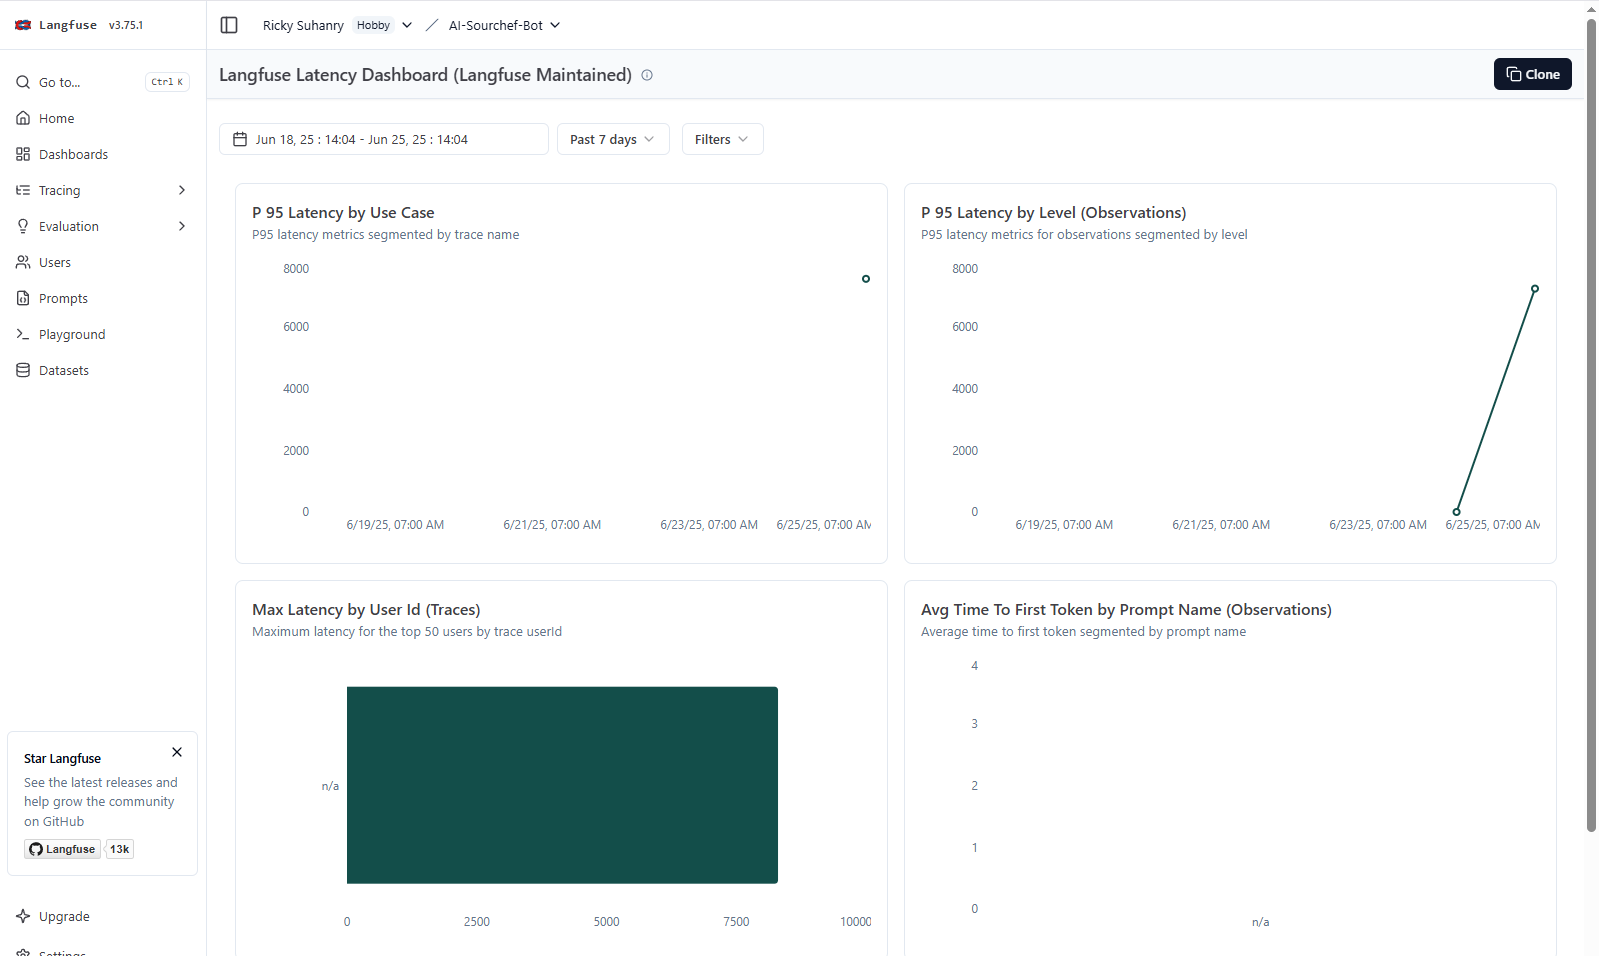 Langfuse v3.75.1
Go to... Ctrl K
Home
Dashboards
Tracing
Evaluation
Users
Prompts
Playground
Datasets
Star Langfuse
See the latest releases and
help grow the community
on GitHub
Langfuse 13k
Upgrade
Settings
Ricky Suhanry Hobby / AI-Sourchef-Bot
Langfuse Latency Dashboard (Langfuse Maintained)
Clone
Jun 18, 25 : 14:04 - Jun 25, 25 : 14:04
Past 7 days
Filters
P 95 Latency by Use Case
P95 latency metrics segmented by trace name
8000
6000
4000
2000
0
6/19/25, 07:00 AM 6/21/25, 07:00 AM 6/23/25, 07:00 AM 6/25/25, 07:00 AM
P 95 Latency by Level (Observations)
P95 latency metrics for observations segmented by level
8000
6000
4000
2000
0
6/19/25, 07:00 AM 6/21/25, 07:00 AM 6/23/25, 07:00 AM 6/25/25, 07:00 AM
Max Latency by User Id (Traces)
Maximum latency for the top 50 users by trace userId
n/a
0 2500 5000 7500 10000
Avg Time To First Token by Prompt Name (Observations)
Average time to first token segmented by prompt name
4
3
2
1
0
n/a